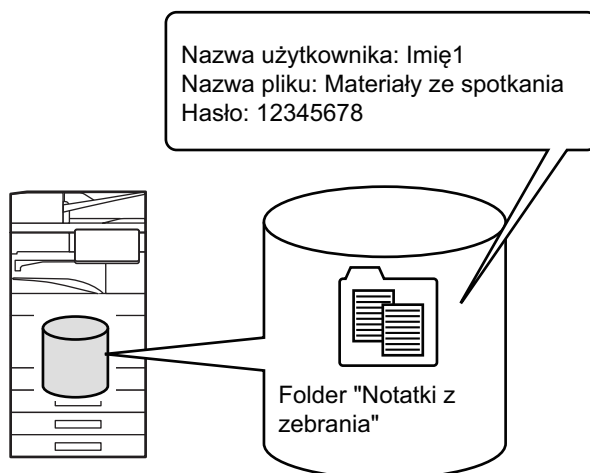 Nazwa użytkownika: Imię1
Nazwa pliku: Materiały ze spotkania
Hasło: 12345678
Folder "Notatki z
zebrania"